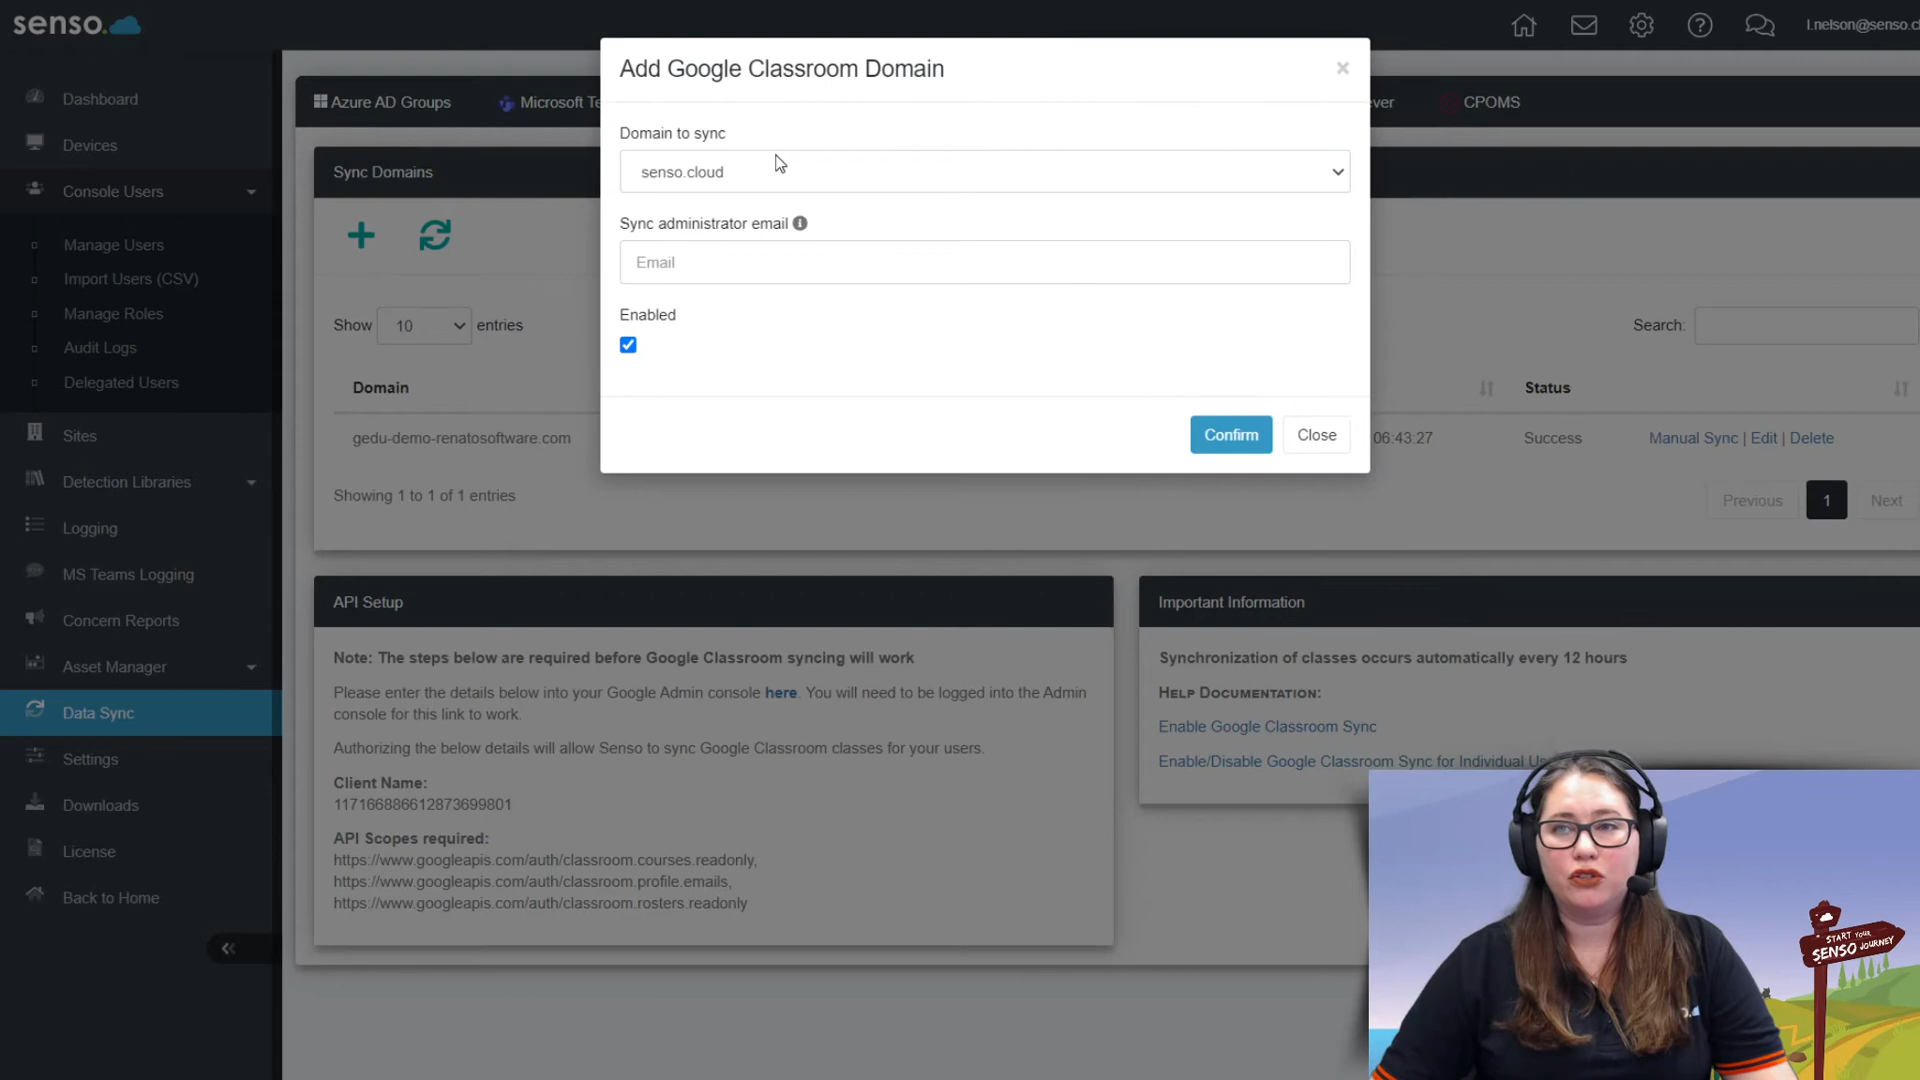 senso.
l.nelson@senso.c
Dashboard
Devices
Console Users
Manage Users
Import Users (CSV)
Manage Roles
Audit Logs
Delegated Users
Sites
Detection Libraries
Logging
MS Teams Logging
Concern Reports
Asset Manager
Data Sync
Settings
Downloads
License
Back to Home
Azure AD Groups
Microsoft Te
ever
CPOMS
Add Google Classroom Domain
×
Domain to sync
senso.cloud
Sync administrator email
Email
Enabled
Confirm
Close
Sync Domains
Show 10 entries
Search:
Domain
Status
gedu-demo-renatosoftware.com
06:43:27
Success
Manual Sync | Edit | Delete
Showing 1 to 1 of 1 entries
Previous
1
Next
API Setup
Note: The steps below are required before Google Classroom syncing will work
Please enter the details below into your Google Admin console here. You will need to be logged into the Admin
console for this link to work.
Authorizing the below details will allow Senso to sync Google Classroom classes for your users.
Client Name:
117166886612873699801
API Scopes required:
https://www.googleapis.com/auth/classroom.courses.readonly,
https://www.googleapis.com/auth/classroom.profile.emails,
https://www.googleapis.com/auth/classroom.rosters.readonly
Important Information
Synchronization of classes occurs automatically every 12 hours
HELP DOCUMENTATION:
Enable Google Classroom Sync
Enable/Disable Google Classroom Sync for Individual Us
START YOUR
SENSO JOURNEY